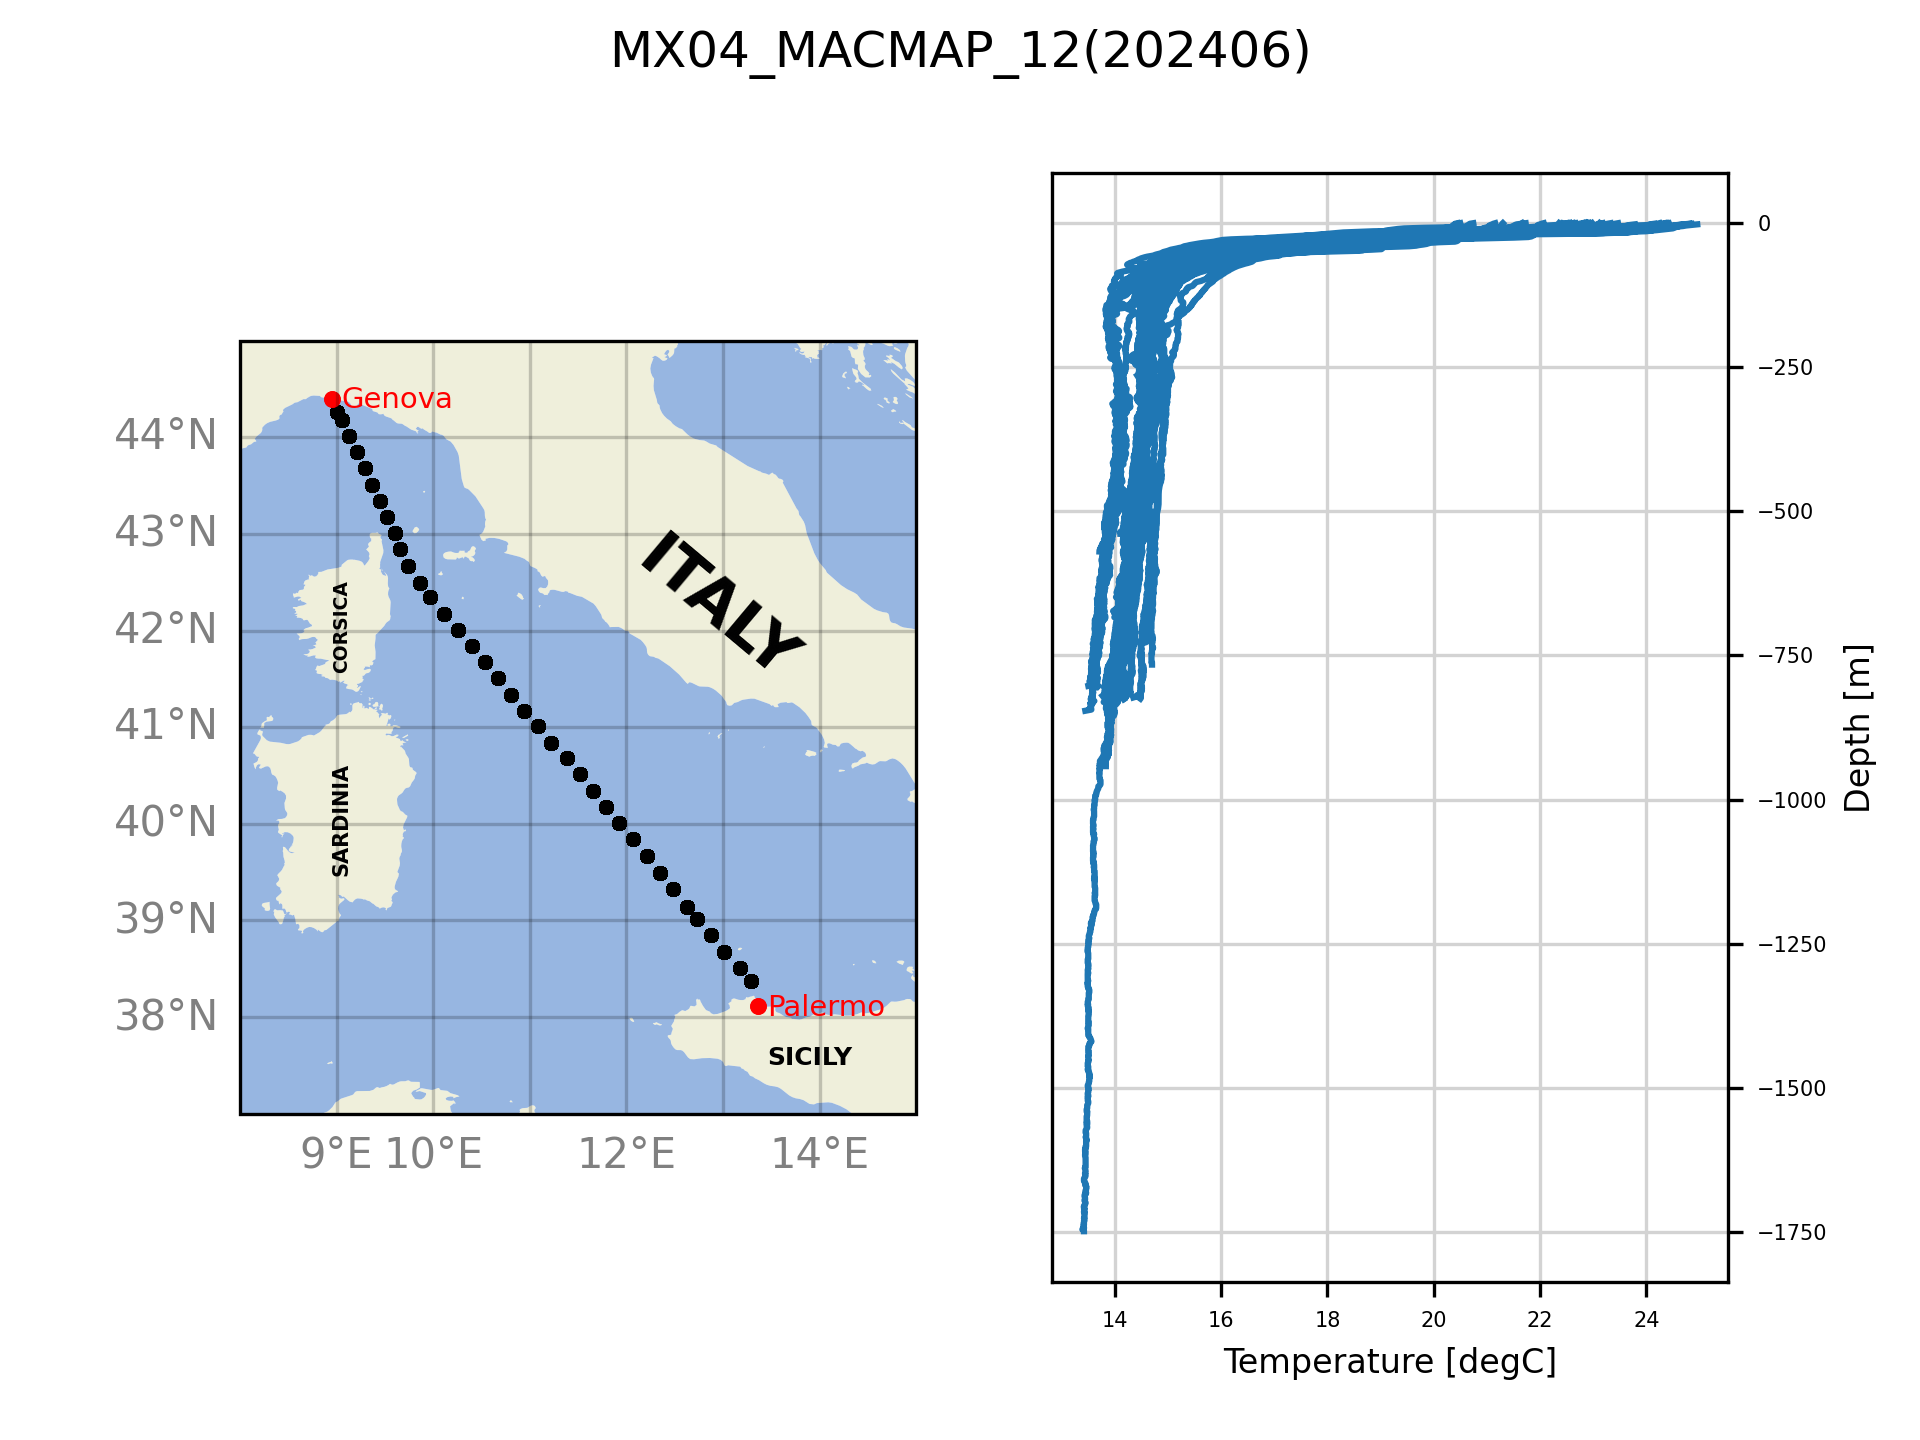 MX04_MACMAP_12(202406)
Genova
44°N
43°N
42°N
41°N
40°N
39°N
38°N
ITALY
CORSICA
SARDINIA
Palermo
SICILY
9°E 10°E 12°E 14°E
0
−250
−500
−750
−1000
−1250
−1500
−1750
Depth [m]
14 16 18 20 22 24
Temperature [degC]